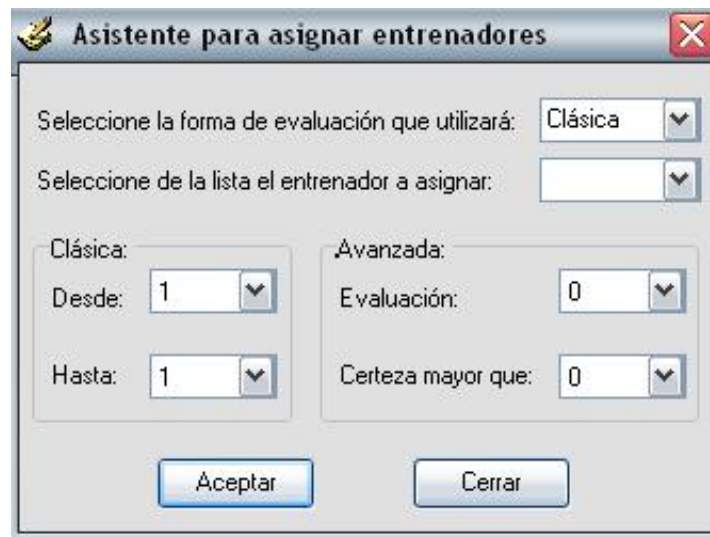 Asistente para asignar entrenadores
Seleccione la forma de evaluación que utilizará: Clásica
Seleccione de la lista el entrenador a asignar:
Clásica:
Desde: 1
Hasta: 1
Avanzada:
Evaluación: 0
Certeza mayor que: 0
Aceptar Cerrar